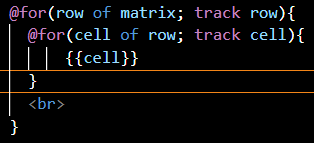 @for(row of matrix; track row){
@for(cell of row; track cell){
{{cell}}
}
<br>
}